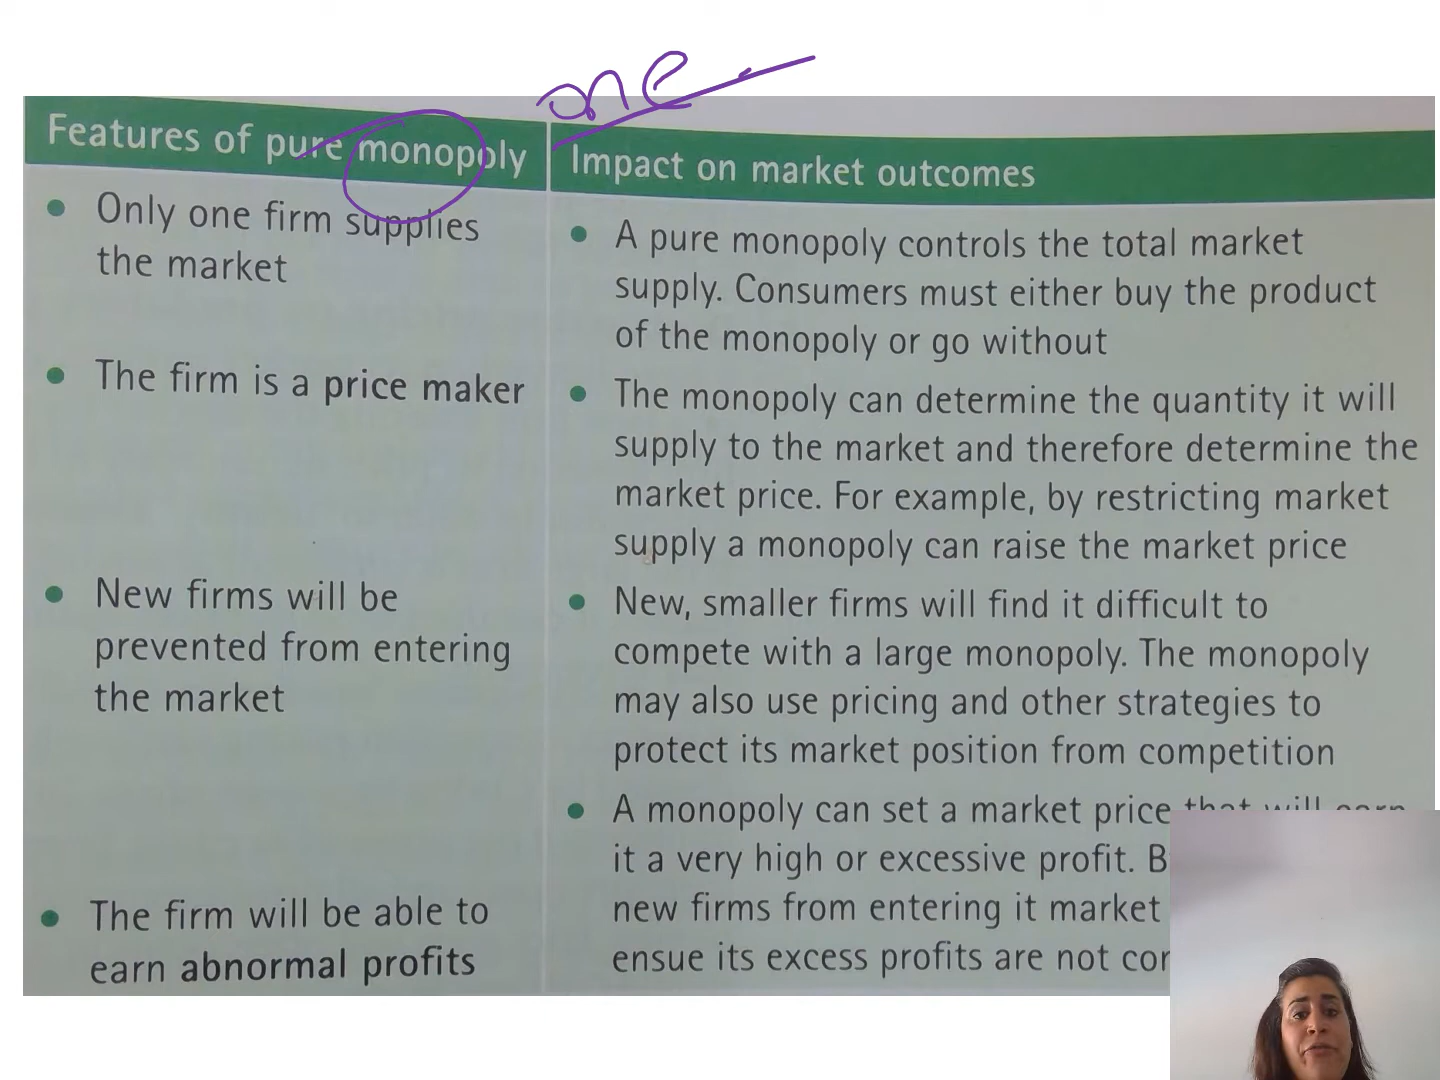 one
Features of pure monopoly
Impact on market outcomes
Only one firm supplies
the market
A pure monopoly controls the total market
supply. Consumers must either buy the product
of the monopoly or go without
The firm is a price maker
The monopoly can determine the quantity it will
supply to the market and therefore determine the
market price. For example, by restricting market
supply a monopoly can raise the market price
New firms will be
prevented from entering
the market
New, smaller firms will find it difficult to
compete with a large monopoly. The monopoly
may also use pricing and other strategies to
protect its market position from competition
The firm will be able to
earn abnormal profits
A monopoly can set a market price that will earn
it a very high or excessive profit.
new firms from entering it market
ensue its excess profits are not